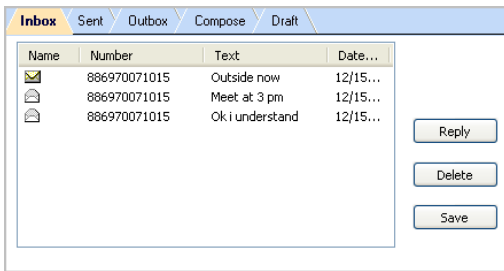 Inbox Sent Outbox Compose Draft
Name Number Text Date...
886970071015 Outside now 12/15...
886970071015 Meet at 3 pm 12/15...
886970071015 Ok i understand 12/15...
Reply
Delete
Save